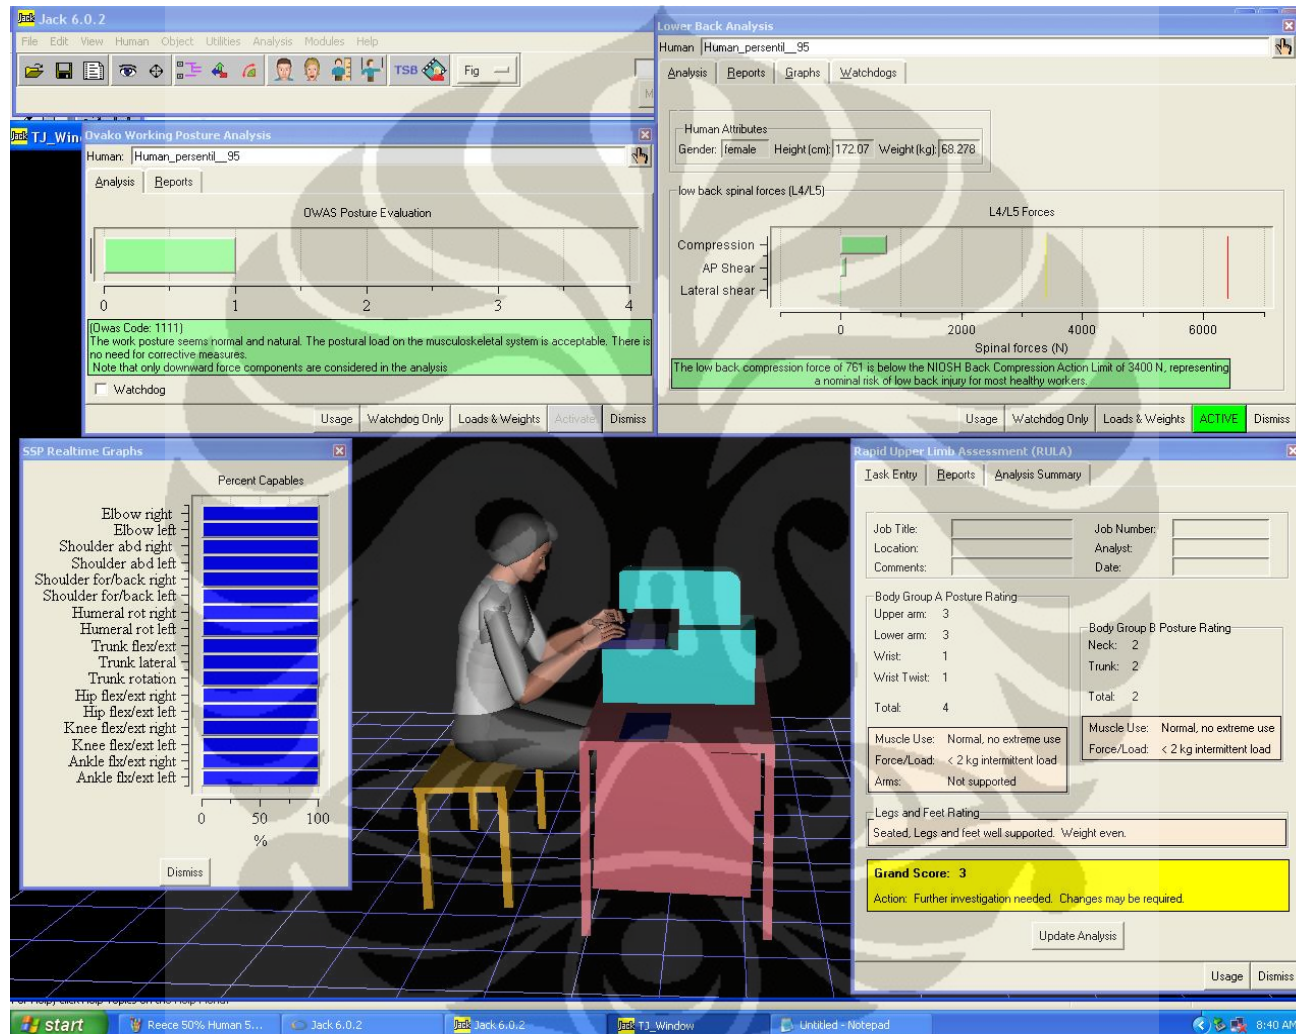 Jack Jack 6.0.2
File Edit View Human Object Utilities Analysis Modules Help
TSB Fig
Jack TJ_Win
Ovako Working Posture Analysis
Human: Human_persentil__95
Analysis Reports
OWAS Posture Evaluation
0 1 2 3 4
(Owas Code: 1111)
The work posture seems normal and natural. The postural load on the musculoskeletal system is acceptable. There is
no need for corrective measures.
Note that only downward force components are considered in the analysis
Watchdog
Usage Watchdog Only Loads & Weights Activate Dismiss
Lower Back Analysis
Human Human_persentil__95
Analysis Reports Graphs Watchdogs
Human Attributes
Gender: female Height (cm): 172.07 Weight (kg): 68.278
low back spinal forces (L4/L5)
L4/L5 Forces
Compression
AP Shear
Lateral shear
0 2000 4000 6000
Spinal forces (N)
The low back compression force of 761 is below the NIOSH Back Compression Action Limit of 3400 N, representing
a nominal risk of low back injury for most healthy workers.
Usage Watchdog Only Loads & Weights ACTIVE Dismiss
SSP Realtime Graphs
Percent Capables
Elbow right
Elbow left
Shoulder abd right
Shoulder abd left
Shoulder for/back right
Shoulder for/back left
Humeral rot right
Humeral rot left
Trunk flex/ext
Trunk lateral
Trunk rotation
Hip flex/ext right
Hip flex/ext left
Knee flex/ext right
Knee flex/ext left
Ankle flx/ext right
Ankle flx/ext left
0 50 100
%
Dismiss
Rapid Upper Limb Assessment (RULA)
Task Entry Reports Analysis Summary
Job Title: Job Number:
Location: Analyst:
Comments: Date:
Body Group A Posture Rating
Upper arm: 3
Lower arm: 3
Wrist: 1
Wrist Twist: 1
Total: 4
Muscle Use: Normal, no extreme use
Force/Load: < 2 kg intermittent load
Arms: Not supported
Body Group B Posture Rating
Neck: 2
Trunk: 2
Total: 2
Muscle Use: Normal, no extreme use
Force/Load: < 2 kg intermittent load
Legs and Feet Rating
Seated, Legs and feet well supported. Weight even.
Grand Score: 3
Action: Further investigation needed. Changes may be required.
Update Analysis
Usage Dismiss
start Reece 50% Human 5... Jack 6.0.2 Jack Jack 6.0.2 Jack TJ_Window Untitled - Notepad 8:40 AM